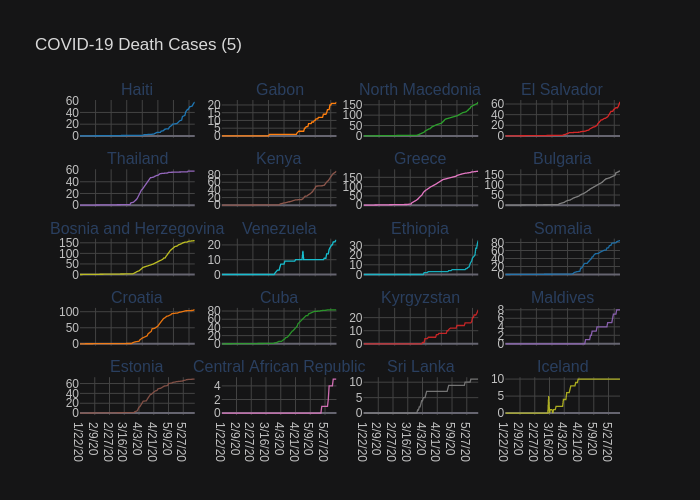 COVID-19 Death Cases (5)
Haiti Gabon North Macedonia El Salvador
60 40 20 0 20 15 10 5 0 150 100 50 0 60 40 20 0
Thailand Kenya Greece Bulgaria
60 40 20 0 80 60 40 20 0 150 100 50 0 150 100 50 0
Bosnia and Herzegovina Venezuela Ethiopia Somalia
150 100 50 0 20 10 0 30 20 10 0 80 60 40 20 0
Croatia Cuba Kyrgyzstan Maldives
100 50 0 80 60 40 20 0 20 10 0 8 6 4 2 0
Estonia Central African Republic Sri Lanka Iceland
60 40 20 0 4 2 0 10 5 0 10 5 0
1/22/20 2/9/20 2/27/20 3/16/20 4/3/20 4/21/20 5/9/20 5/27/20 1/22/20 2/9/20 2/27/20 3/16/20 4/3/20 4/21/20 5/9/20 5/27/20 1/22/20 2/9/20 2/27/20 3/16/20 4/3/20 4/21/20 5/9/20 5/27/20 1/22/20 2/9/20 2/27/20 3/16/20 4/3/20 4/21/20 5/9/20 5/27/20